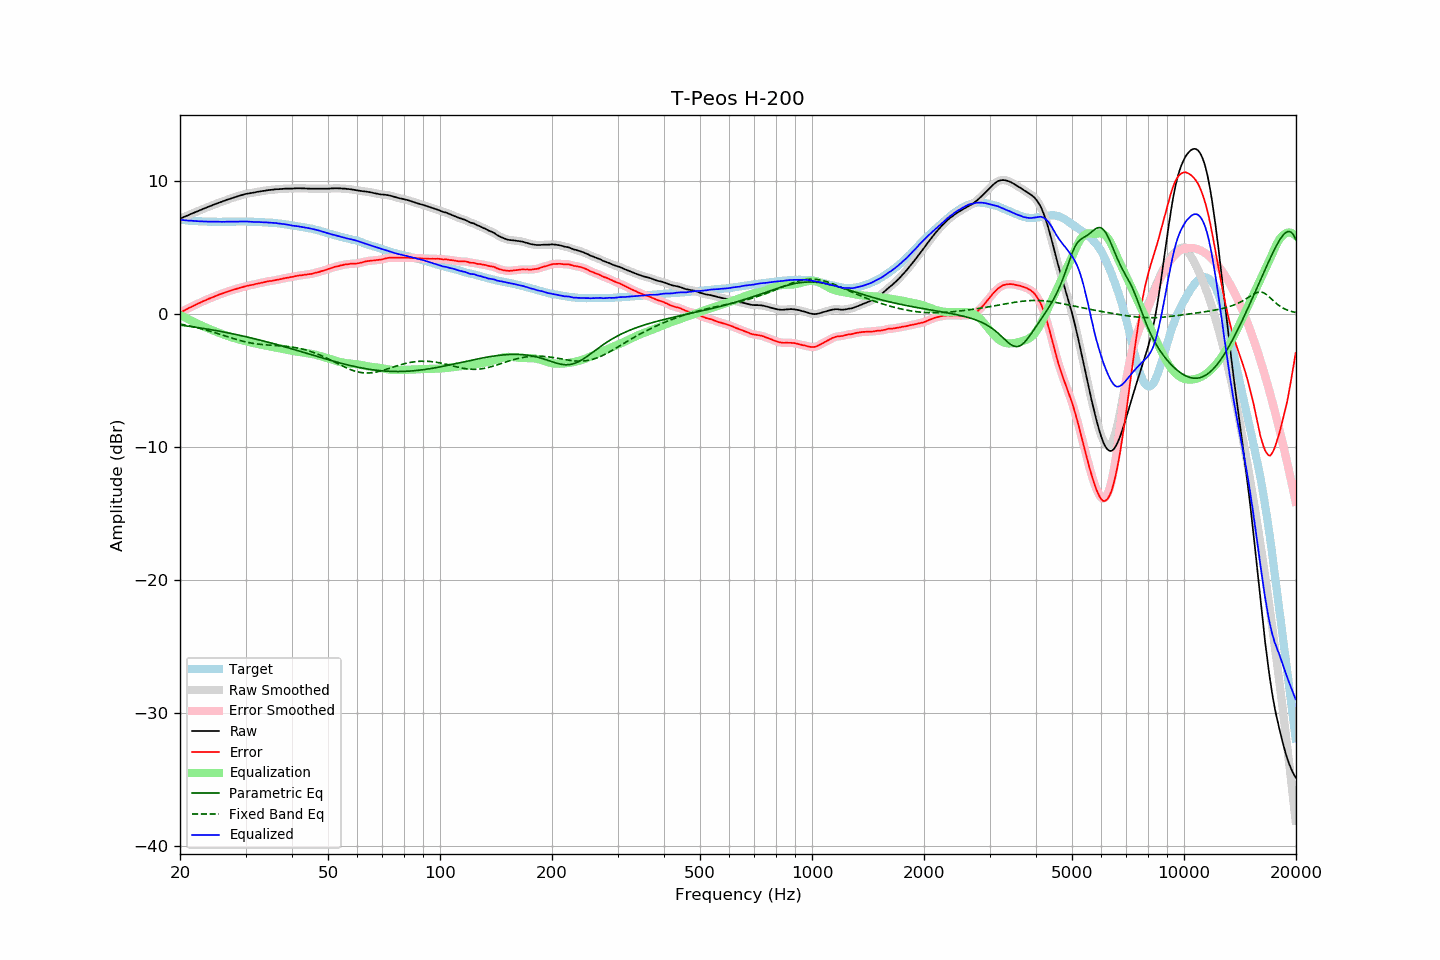 T-Peos H-200
10
0
−10
−20
−30
−40
Amplitude (dBr)
Target
Raw Smoothed
Error Smoothed
Raw
Error
Equalization
Parametric Eq
Fixed Band Eq
Equalized
20 50 100 200 500 1000 2000 5000 10000 20000
Frequency (Hz)